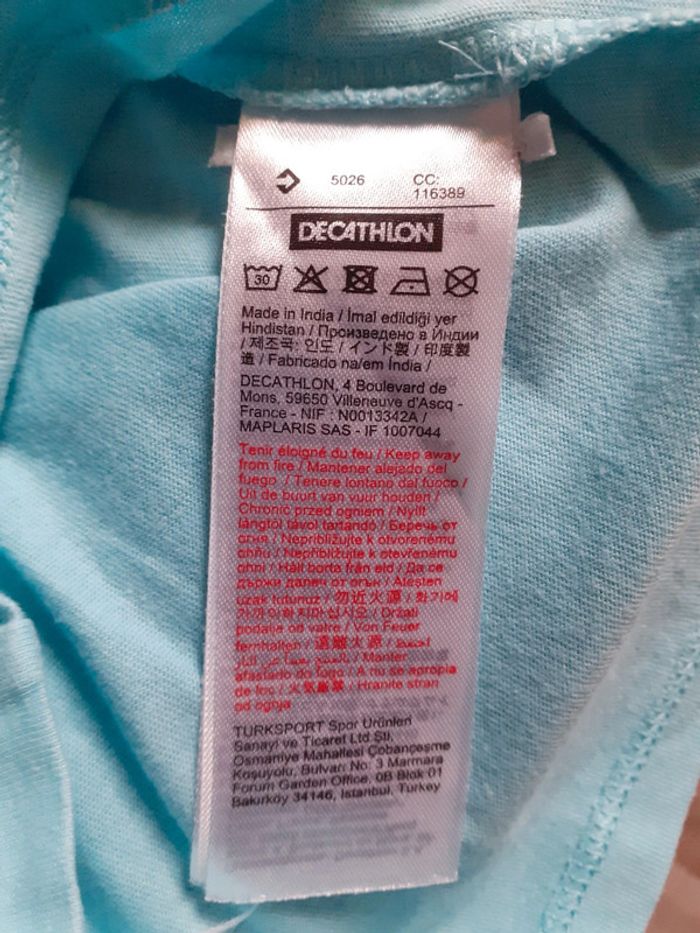 5026 CC: 116389
DECATHLON
30
Made in India / İmal edildiği yer
Hindistan / Произведено в Индии
/ 제조국: 인도 / インド製 / 印度製
造 / Fabricado na/em Índia /
DECATHLON, 4 Boulevard de
Mons, 59650 Villeneuve d'Ascq -
France - NIF : N0013342A /
MAPLARIS SAS - IF 1007044
Tenir éloigné du feu / Keep away
from fire / Mantener alejado del
fuego / Tenere lontano dal fuoco /
Uit de buurt van vuur houden /
Chronić przed ogniem / Nyílt
lángtól távol tartandó / Беречь от
огня / Nepribližujte k otvorenému
ohňu / Nepřibližujte k otevřenému
ohni / Håll borta från eld / Да се
държи далеч от огън / Ateşten
uzak tutunuz / 勿近火源 / 화기에
가까이하지마십시오 / Držati
podalje od vatre / Von Feuer
fernhalten / 遠離火源 / احتفظ
بالمنتج بعيدا عن النار / Manter
afastado do fogo / A nu se apropia
de foc / 火気厳禁 / Hranite stran
od ognja
TURKSPORT Spor Ürünleri
Sanayi ve Ticaret Ltd.Sti.
Osmaniye Mahallesi Çobançeşme
Koşuyolu, Bulvarı No: 3 Marmara
Forum Garden Office, 0B Blok 01
Bakırköy 34146, Istanbul, Turkey